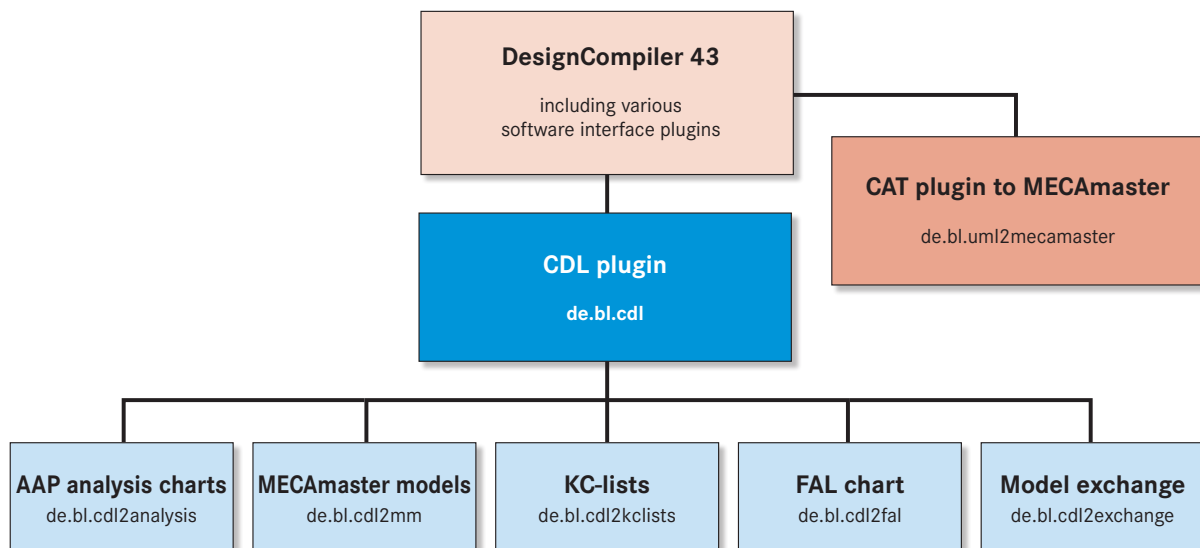 DesignCompiler 43
including various
software interface plugins
CAT plugin to MECAmaster
de.bl.uml2mecamaster
CDL plugin
de.bl.cdl
AAP analysis charts
de.bl.cdl2analysis
MECAmaster models
de.bl.cdl2mm
KC-lists
de.bl.cdl2kclists
FAL chart
de.bl.cdl2fal
Model exchange
de.bl.cdl2exchange